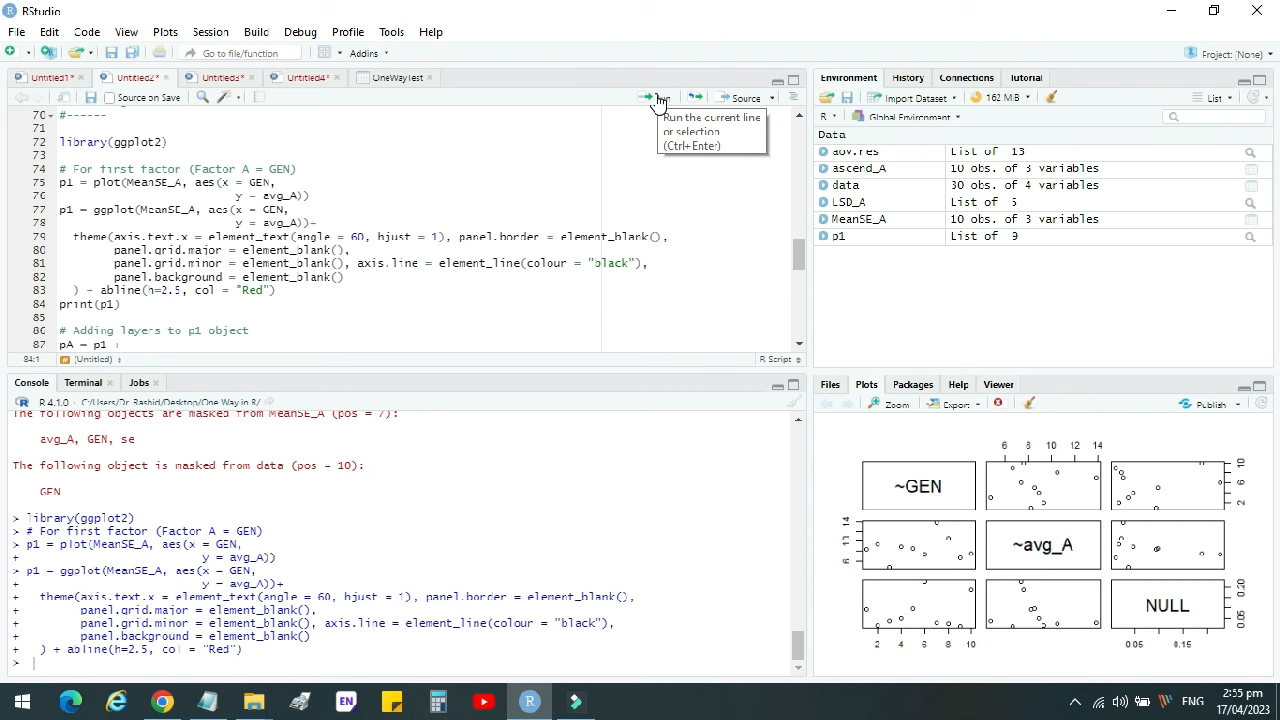 RStudio
File Edit Code View Plots Session Build Debug Profile Tools Help
Go to file/function Addins Project: (None)
Untitled1* Untitled2* Untitled3* Untitled4* OneWayTest
Source on Save Source
Run the current line
or selection
(Ctrl+Enter)
70 #------
71
72 library(ggplot2)
73
74 # For first factor (Factor A = GEN)
75 p1 = plot(MeanSE_A, aes(x = GEN,
76 y = avg_A))
77 p1 = ggplot(MeanSE_A, aes(x = GEN,
78 y = avg_A))+
79 theme(axis.text.x = element_text(angle = 60, hjust = 1), panel.border = element_blank(),
80 panel.grid.major = element_blank(),
81 panel.grid.minor = element_blank(), axis.line = element_line(colour = "black"),
82 panel.background = element_blank()
83 ) + abline(h=2.5, col = "Red")
84 print(p1)
85
86 # Adding layers to p1 object
87 pA = p1 +
84:1 (Untitled) R Script
Console Terminal Jobs
R 4.1.0 · C:/Users/Dr. Rashid/Desktop/One Way in R/
The following objects are masked from MeanSE_A (pos = 7):
avg_A, GEN, se
The following object is masked from data (pos = 10):
GEN
> library(ggplot2)
> # For first factor (Factor A = GEN)
> p1 = plot(MeanSE_A, aes(x = GEN,
+ y = avg_A))
> p1 = ggplot(MeanSE_A, aes(x = GEN,
+ y = avg_A))+
+ theme(axis.text.x = element_text(angle = 60, hjust = 1), panel.border = element_blank(),
+ panel.grid.major = element_blank(),
+ panel.grid.minor = element_blank(), axis.line = element_line(colour = "black"),
+ panel.background = element_blank()
+ ) + abline(h=2.5, col = "Red")
>
Environment History Connections Tutorial
Import Dataset 162 MiB List
R Global Environment
Data
aov.res List of 13
ascend_A 10 obs. of 3 variables
data 30 obs. of 4 variables
LSD_A List of 5
MeanSE_A 10 obs. of 3 variables
p1 List of 9
Files Plots Packages Help Viewer
Zoom Export Publish
6 8 10 12 14
~GEN
2 6 10
6 10 14
~avg_A
NULL
0.05 0.20
2 4 6 8 10
0.05 0.15
EN
ENG
2:55 pm
17/04/2023